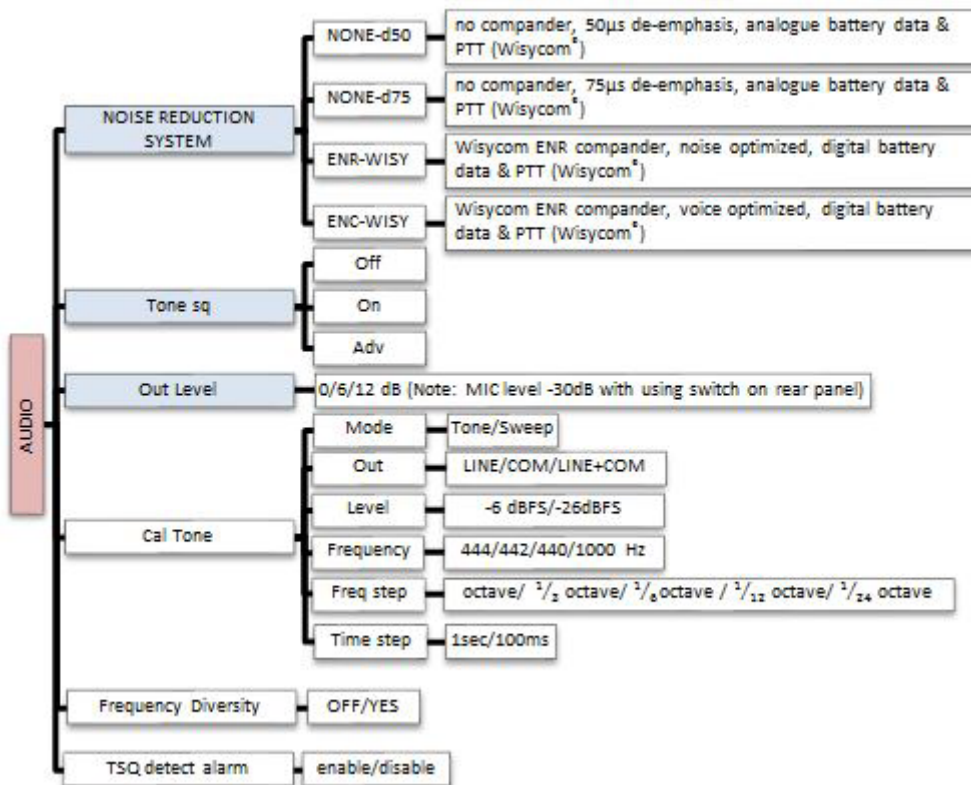 AUDIO
NOISE REDUCTION
SYSTEM
NONE-d50
no compander, 50µs de-emphasis, analogue battery data &
PTT (Wisycom®)
NONE-d75
no compander, 75µs de-emphasis, analogue battery data &
PTT (Wisycom®)
ENR-WISY
Wisycom ENR compander, noise optimized, digital battery
data & PTT (Wisycom®)
ENC-WISY
Wisycom ENR compander, voice optimized, digital battery
data & PTT (Wisycom®)
Tone sq
Off
On
Adv
Out Level
0/6/12 dB (Note: MIC level -30dB with using switch on rear panel)
Cal Tone
Mode
Tone/Sweep
Out
LINE/COM/LINE+COM
Level
-6 dBFS/-26dBFS
Frequency
444/442/440/1000 Hz
Freq step
octave/ 1/3 octave/ 1/6 octave / 1/12 octave/ 1/24 octave
Time step
1sec/100ms
Frequency Diversity
OFF/YES
TSQ detect alarm
enable/disable